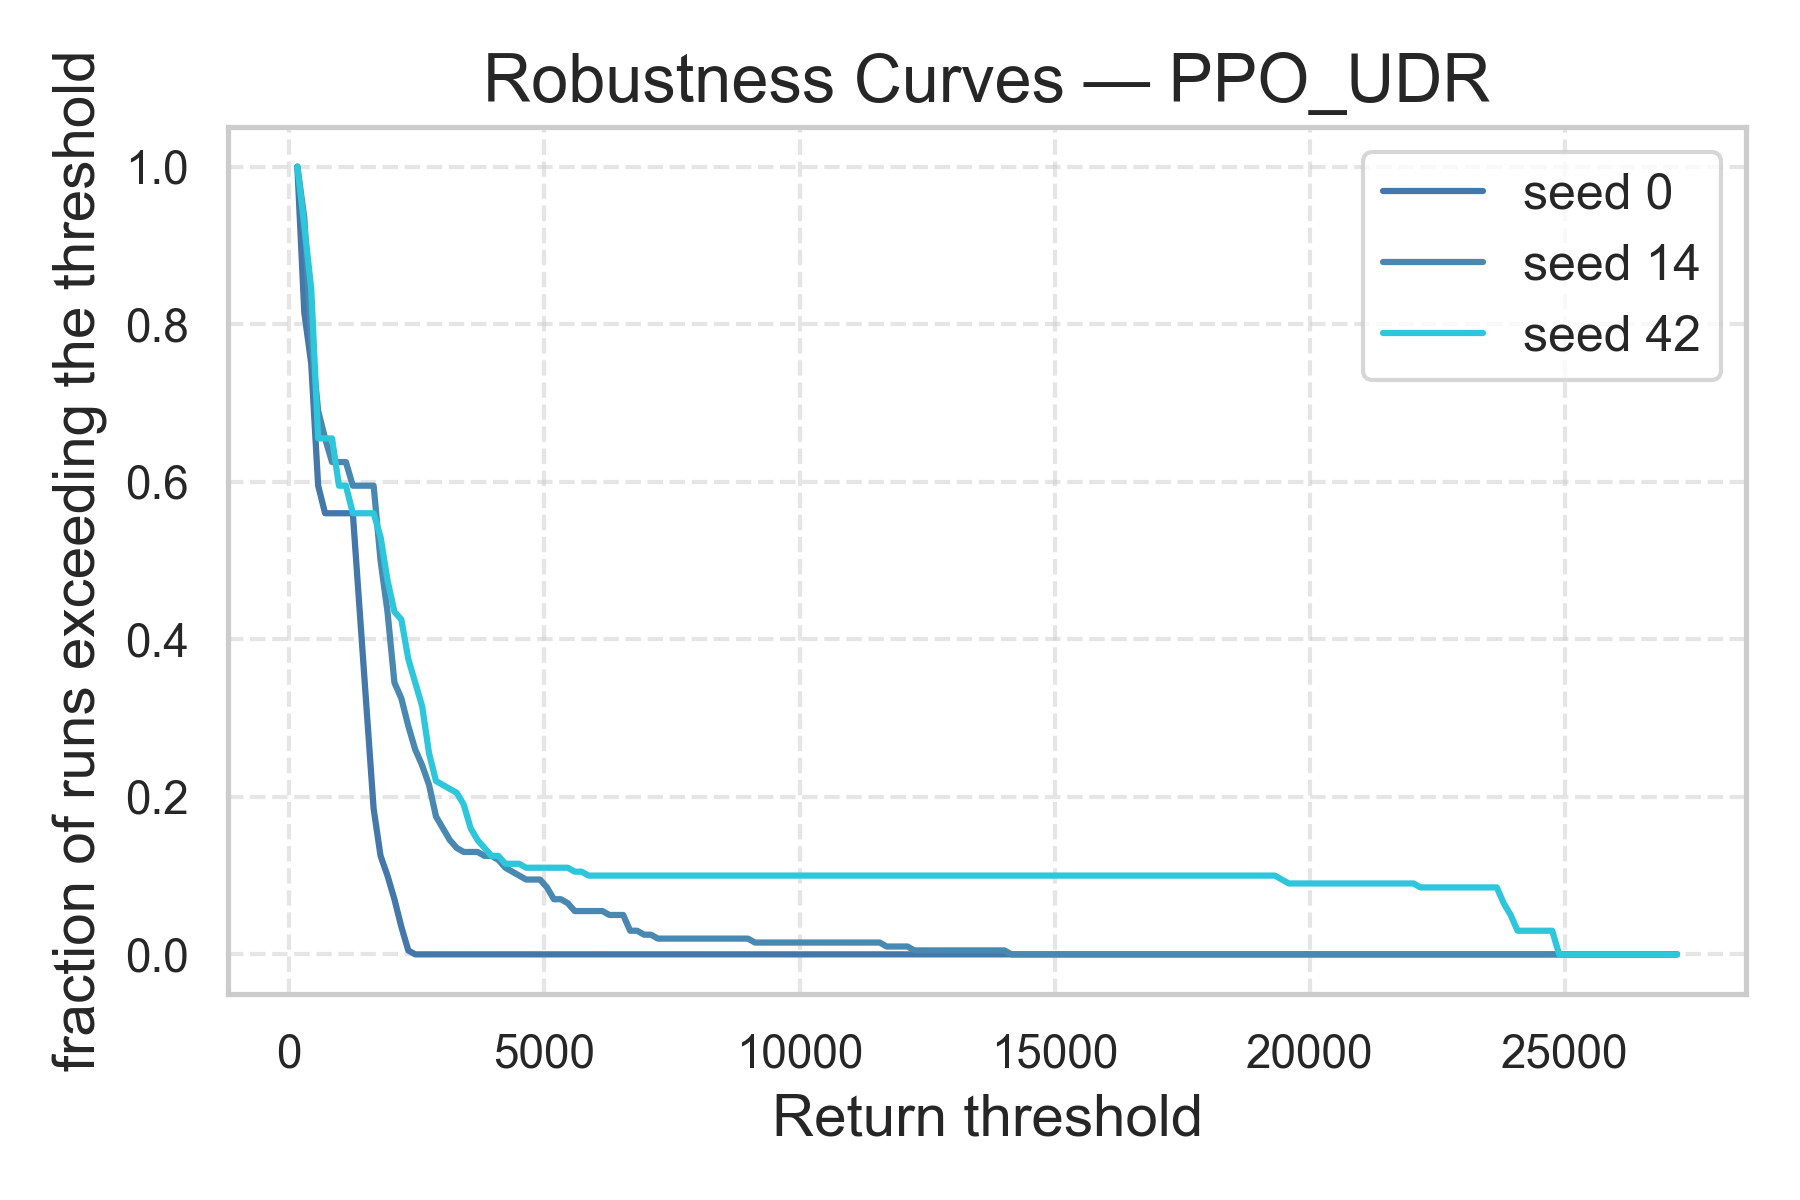 Robustness Curves — PPO_UDR
fraction of runs exceeding the threshold
1.0
0.8
0.6
0.4
0.2
0.0
seed 0
seed 14
seed 42
0 5000 10000 15000 20000 25000
Return threshold